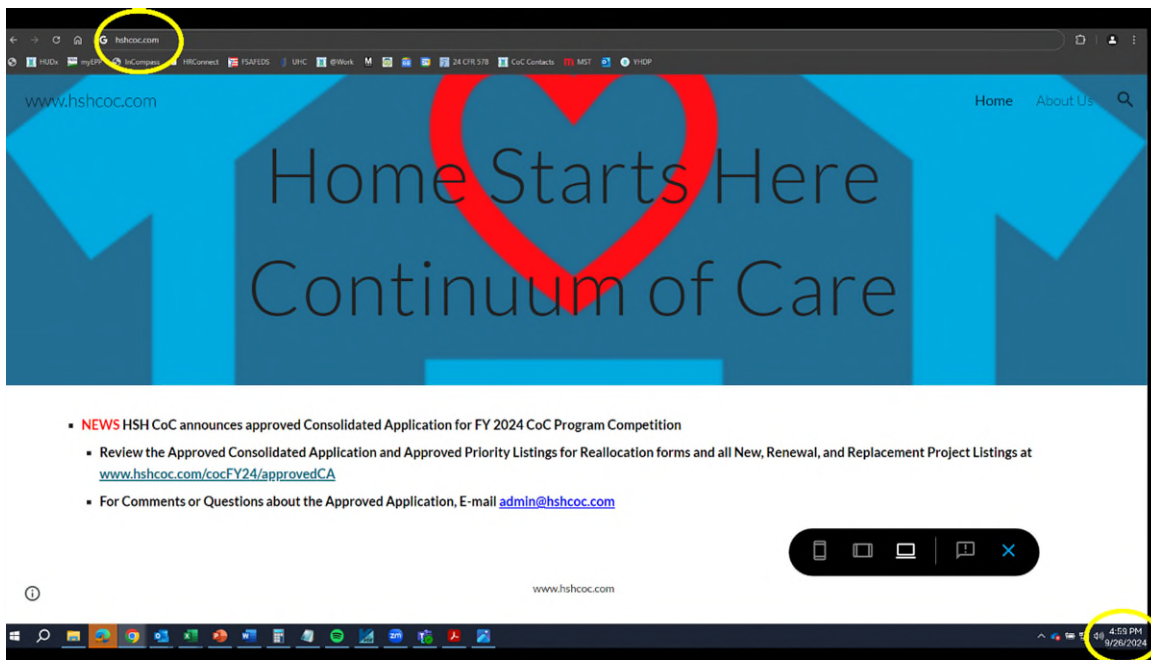 hshcoc.com
HUDx myEPP InCompass HRConnect FSAFEDS UHC @Work 24 CFR 578 CoC Contacts MST YHDP
www.hshcoc.com Home About Us
Home Starts Here
Continuum of Care
NEWS HSH CoC announces approved Consolidated Application for FY 2024 CoC Program Competition
Review the Approved Consolidated Application and Approved Priority Listings for Reallocation forms and all New, Renewal, and Replacement Project Listings at
www.hshcoc.com/cocFY24/approvedCA
For Comments or Questions about the Approved Application, E-mail admin@hshcoc.com
www.hshcoc.com
4:59 PM
9/26/2024